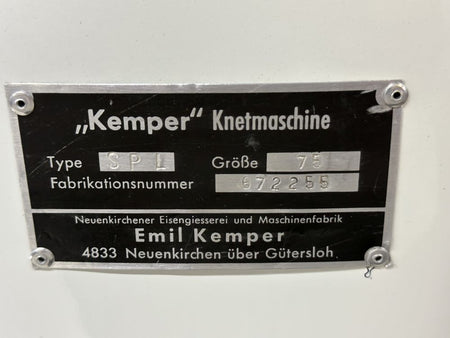 „Kemper" Knetmaschine
Type SPL Größe 75
Fabrikationsnummer 672255
Neuenkirchener Eisengiesserei und Maschinenfabrik
Emil Kemper
4833 Neuenkirchen über Gütersloh